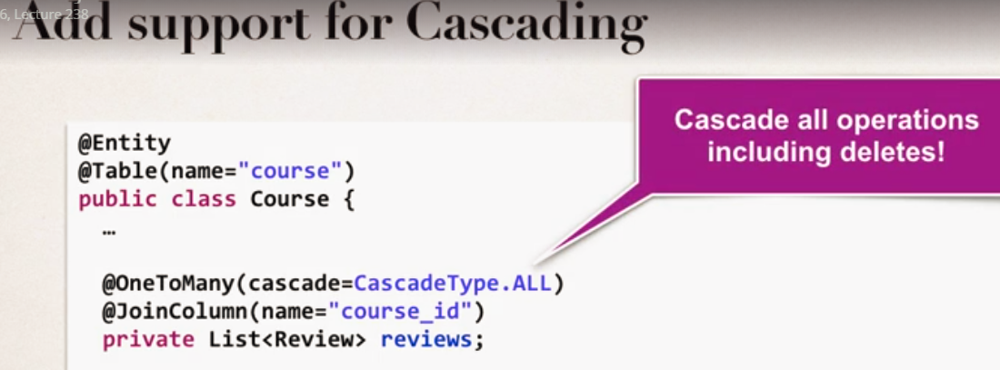 6, Lecture 238
Add support for Cascading
Cascade all operations
including deletes!
@Entity
@Table(name="course")
public class Course {
…
@OneToMany(cascade=CascadeType.ALL)
@JoinColumn(name="course_id")
private List<Review> reviews;